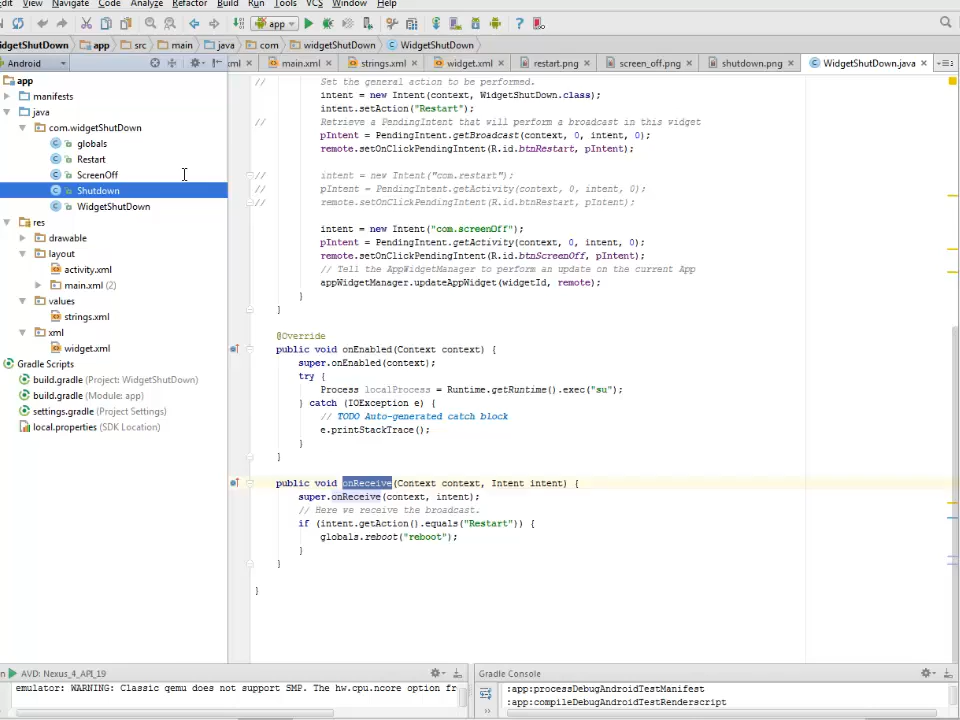 dit View Navigate Code Analyze Refactor Build Run Tools VCS Window Help
app
idgetShutDown app src main java com widgetShutDown WidgetShutDown
Android
xml main.xml strings.xml widget.xml restart.png screen_off.png shutdown.png WidgetShutDown.java
app
manifests
java
com.widgetShutDown
globals
Restart
ScreenOff
Shutdown
WidgetShutDown
res
drawable
layout
activity.xml
main.xml (2)
values
strings.xml
xml
widget.xml
Gradle Scripts
build.gradle (Project: WidgetShutDown)
build.gradle (Module: app)
settings.gradle (Project Settings)
local.properties (SDK Location)
// Set the general action to be performed.
intent = new Intent(context, WidgetShutDown.class);
intent.setAction("Restart");
// Retrieve a PendingIntent that will perform a broadcast in this widget
pIntent = PendingIntent.getBroadcast(context, 0, intent, 0);
remote.setOnClickPendingIntent(R.id.btnRestart, pIntent);
// intent = new Intent("com.restart");
// pIntent = PendingIntent.getActivity(context, 0, intent, 0);
// remote.setOnClickPendingIntent(R.id.btnRestart, pIntent);
intent = new Intent("com.screenOff");
pIntent = PendingIntent.getActivity(context, 0, intent, 0);
remote.setOnClickPendingIntent(R.id.btnScreenOff, pIntent);
// Tell the AppWidgetManager to perform an update on the current App
appWidgetManager.updateAppWidget(widgetId, remote);
}
}
@Override
public void onEnabled(Context context) {
super.onEnabled(context);
try {
Process localProcess = Runtime.getRuntime().exec("su");
} catch (IOException e) {
// TODO Auto-generated catch block
e.printStackTrace();
}
}
public void onReceive(Context context, Intent intent) {
super.onReceive(context, intent);
// Here we receive the broadcast.
if (intent.getAction().equals("Restart")) {
globals.reboot("reboot");
}
}
}
n AVD: Nexus_4_API_19
emulator: WARNING: Classic qemu does not support SMP. The hw.cpu.ncore option fr
Gradle Console
:app:processDebugAndroidTestManifest
:app:compileDebugAndroidTestRenderscript